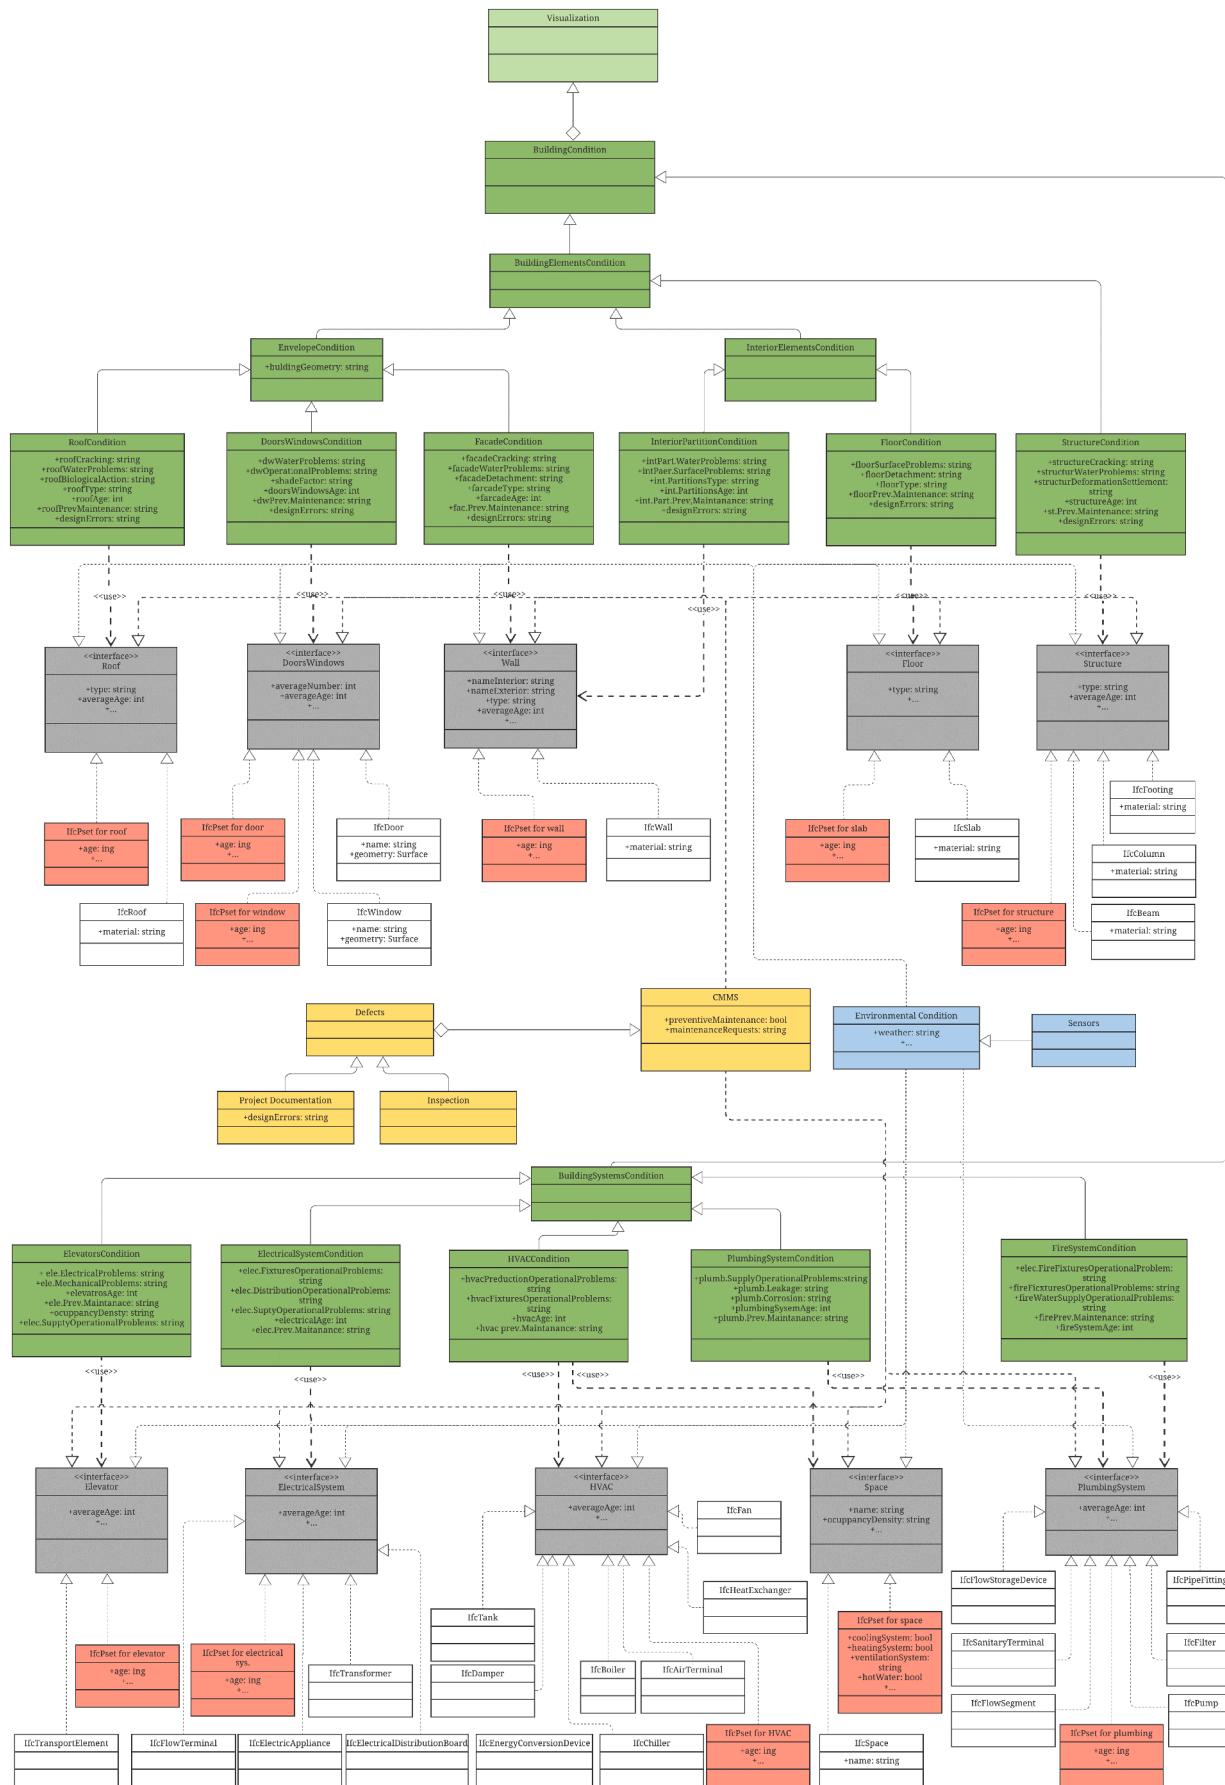 Visualization
BuildingCondition
BuildingElementsCondition
EnvelopeCondition
+buldingGeometry: string
InteriorElementsCondition
RoofCondition
+roofCracking: string
+roofWaterProblems: string
+roofBiologicalAction: string
+roofType: string
+roofAge: int
+roofPrevMaintenance: string
+designErrors: string
DoorsWindowsCondition
+dwWaterProblems: string
+dwOperationalProblems: string
+shadeFactor: string
+doorsWindowsAge: int
+dwPrev.Maintenance: string
+designErrors: string
FacadeCondition
+facadeCracking: string
+facadeWaterProblems: string
+facadeDetachment: string
+farcadeType: string
+farcadeAge: int
+fac.Prev.Maintenance: string
+designErrors: string
InteriorPartitionCondition
+intPart.WaterProblems: string
+intPaer.SurfaceProblems: string
+int.PartitionsType: string
+int.PartitionsAge: int
+int.Part.Prev.Maintanance: string
+designErrors: string
FloorCondition
+floorSurfaceProblems: string
+floorDetachment: string
+floorType: string
+floorPrev.Maintenance: string
+designErrors: string
StructureCondition
+structureCracking: string
+structurWaterProblems: string
+structurDeformationSettlement:
string
+structureAge: int
+st.Prev.Maintenance: string
+designErrors: string
<<use>>
<<use>>
<<use>>
<<use>>
<<use>>
<<use>>
<<interface>>
Roof
+type: string
+averageAge: int
+...
<<interface>>
DoorsWindows
+averageNumber: int
+averageAge: int
+...
<<interface>>
Wall
+nameInterior: string
+nameExterior: string
+type: string
+averageAge: int
+...
<<interface>>
Floor
+type: string
+...
<<interface>>
Structure
+type: string
+averageAge: int
+...
IfcPset for roof
+age: ing
+...
IfcPset for door
+age: ing
+...
IfcDoor
+name: string
+geometry: Surface
IfcPset for wall
+age: ing
+...
IfcWall
+material: string
IfcPset for slab
+age: ing
+...
IfcSlab
+material: string
IfcFooting
+material: string
IfcColumn
+material: string
IfcRoof
+material: string
IfcPset for window
+age: ing
+...
IfcWindow
+name: string
+geometry: Surface
IfcPset for structure
+age: ing
+...
IfcBeam
+material: string
Defects
CMMS
+preventiveMaintenance: bool
+maintenanceRequests: string
Environmental Condition
+weather: string
+...
Sensors
Project Documentation
+designErrors: string
Inspection
BuildingSystemsCondition
ElevatorsCondition
+ ele.ElectricalProblems: string
+ele.MechanicalProblems: string
+elevatrosAge: int
+ele.Prev.Maintanance: string
+ocuppancyDensty: string
+elec.SupptyOperationalProblems: string
ElectricalSystemCondition
+elec.FixturesOperationalProblems:
string
+elec.DistributionOperationalProblems:
string
+elec.SuptyOperationalProblems: string
+electricalAge: int
+elec.Prev.Maitanance: string
HVACCondition
+hvacPreductionOperationalProblems:
string
+hvacFixturesOperationalProblems:
string
+hvacAge: int
+hvac prev.Maintanance: string
PlumbingSystemCondition
+plumb.SupplyOperationalProblems:string
+plumb.Leakage: string
+plumb.Corrosion: string
+plumbingSysemAge: int
+plumb.Prev.Maintanance: string
FireSystemCondition
+elec.FireFixturesOperationalProblem:
string
+fireFicxturesOperationalProblems:
string
+fireWaterSupplyOperationalProblems:
string
+firePrev.Maintenance: string
+fireSystemAge: int
<<use>>
<<use>>
<<use>>
<<use>>
<<use>>
<<use>>
<<interface>>
Elevator
+averageAge: int
+...
<<interface>>
ElectricalSystem
+averageAge: int
+...
<<interface>>
HVAC
+averageAge: int
+...
<<interface>>
Space
+name: string
+ocuppancyDensity: string
+...
<<interface>>
PlumbingSystem
+averageAge: int
+...
IfcFan
IfcHeatExchanger
IfcTank
IfcDamper
IfcBoiler
IfcAirTerminal
IfcPset for space
+coolingSystem: bool
+heatingSystem: bool
+ventilationSystem:
string
+hotWater: bool
+...
IfcFlowStorageDevice
IfcPipeFitting
IfcSanitaryTerminal
IfcFilter
IfcFlowSegment
IfcPump
IfcPset for elevator
+age: ing
+...
IfcPset for electrical
sys.
+age: ing
+...
IfcTransformer
IfcTransportElement
IfcFlowTerminal
IfcElectricAppliance
IfcElectricalDistributionBoard
IfcEnergyConversionDevice
IfcChiller
IfcPset for HVAC
+age: ing
+...
IfcSpace
+name: string
IfcPset for plumbing
+age: ing
+...